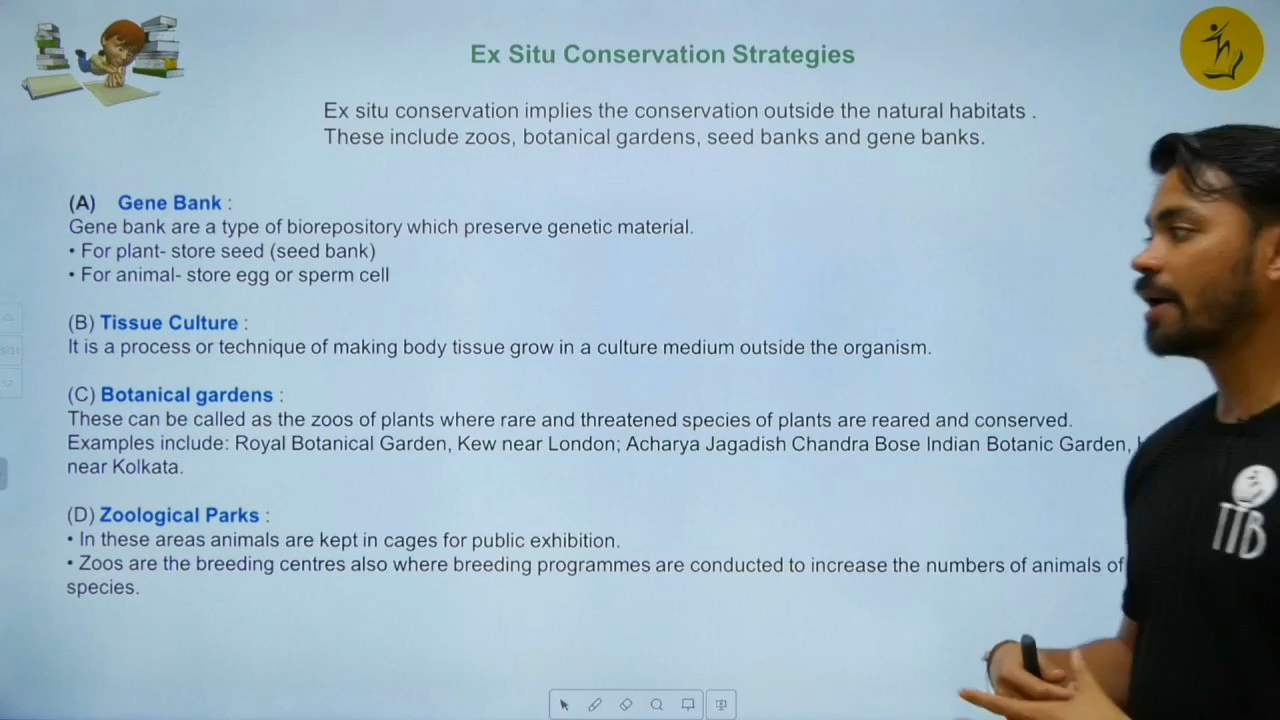 Ex Situ Conservation Strategies
Ex situ conservation implies the conservation outside the natural habitats .
These include zoos, botanical gardens, seed banks and gene banks.
(A) Gene Bank :
Gene bank are a type of biorepository which preserve genetic material.
• For plant- store seed (seed bank)
• For animal- store egg or sperm cell
(B) Tissue Culture :
It is a process or technique of making body tissue grow in a culture medium outside the organism.
(C) Botanical gardens :
These can be called as the zoos of plants where rare and threatened species of plants are reared and conserved.
Examples include: Royal Botanical Garden, Kew near London; Acharya Jagadish Chandra Bose Indian Botanic Garden,
near Kolkata.
(D) Zoological Parks :
• In these areas animals are kept in cages for public exhibition.
• Zoos are the breeding centres also where breeding programmes are conducted to increase the numbers of animals of
species.
TIB